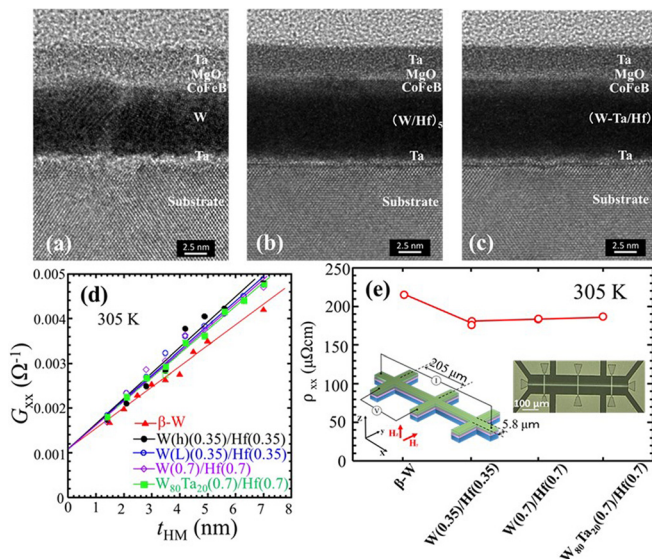 Ta
MgO
CoFeB
W
Ta
Substrate
(a)
2.5 nm
Ta
MgO
CoFeB
(W/Hf)5
Substrate
(b)
2.5 nm
Ta
MgO
CoFeB
(W-Ta/Hf)
Substrate
(c)
2.5 nm
(d)
305 K
Gxx (Ω-1)
0.005
0.004
0.003
0.002
0.001
0
0 1 2 3 4 5 6 7 8
tHM (nm)
β-W
W(h)(0.35)/Hf(0.35)
W(L)(0.35)/Hf(0.35)
W(0.7)/Hf(0.7)
W80Ta20(0.7)/Hf(0.7)
(e)
305 K
ρxx (μΩcm)
250
200
150
100
50
0
205 μm
I
V
5.8 μm
z
y
x
100 μm
β-W
W(0.35)/Hf(0.35)
W(0.7)/Hf(0.7)
W80Ta20(0.7)/Hf(0.7)